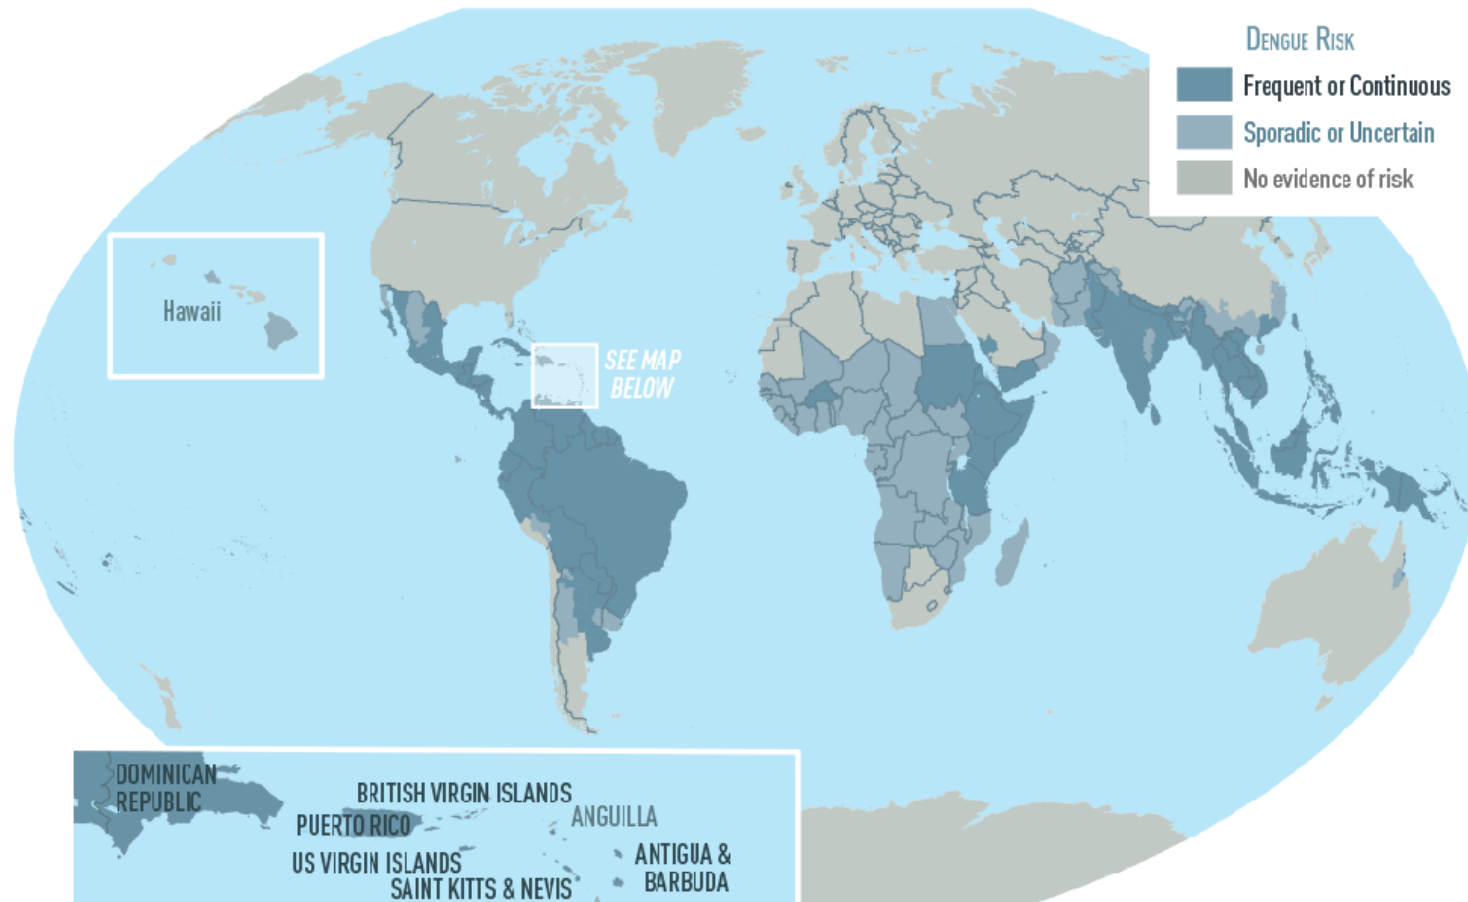 DENGUE RISK
Frequent or Continuous
Sporadic or Uncertain
No evidence of risk
Hawaii
SEE MAP
BELOW
DOMINICAN
REPUBLIC
BRITISH VIRGIN ISLANDS
ANGUILLA
PUERTO RICO
US VIRGIN ISLANDS
ANTIGUA &
BARBUDA
SAINT KITTS & NEVIS